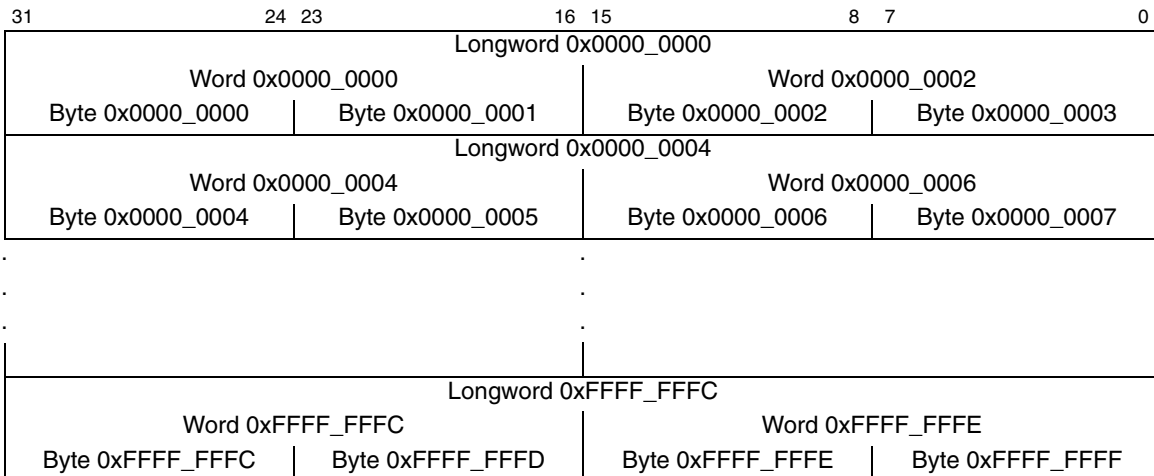 31 24 23 16 15 8 7 0
Longword 0x0000_0000
Word 0x0000_0000 Word 0x0000_0002
Byte 0x0000_0000 Byte 0x0000_0001 Byte 0x0000_0002 Byte 0x0000_0003
Longword 0x0000_0004
Word 0x0000_0004 Word 0x0000_0006
Byte 0x0000_0004 Byte 0x0000_0005 Byte 0x0000_0006 Byte 0x0000_0007
. .
. .
. .
Longword 0xFFFF_FFFC
Word 0xFFFF_FFFC Word 0xFFFF_FFFE
Byte 0xFFFF_FFFC Byte 0xFFFF_FFFD Byte 0xFFFF_FFFE Byte 0xFFFF_FFFF